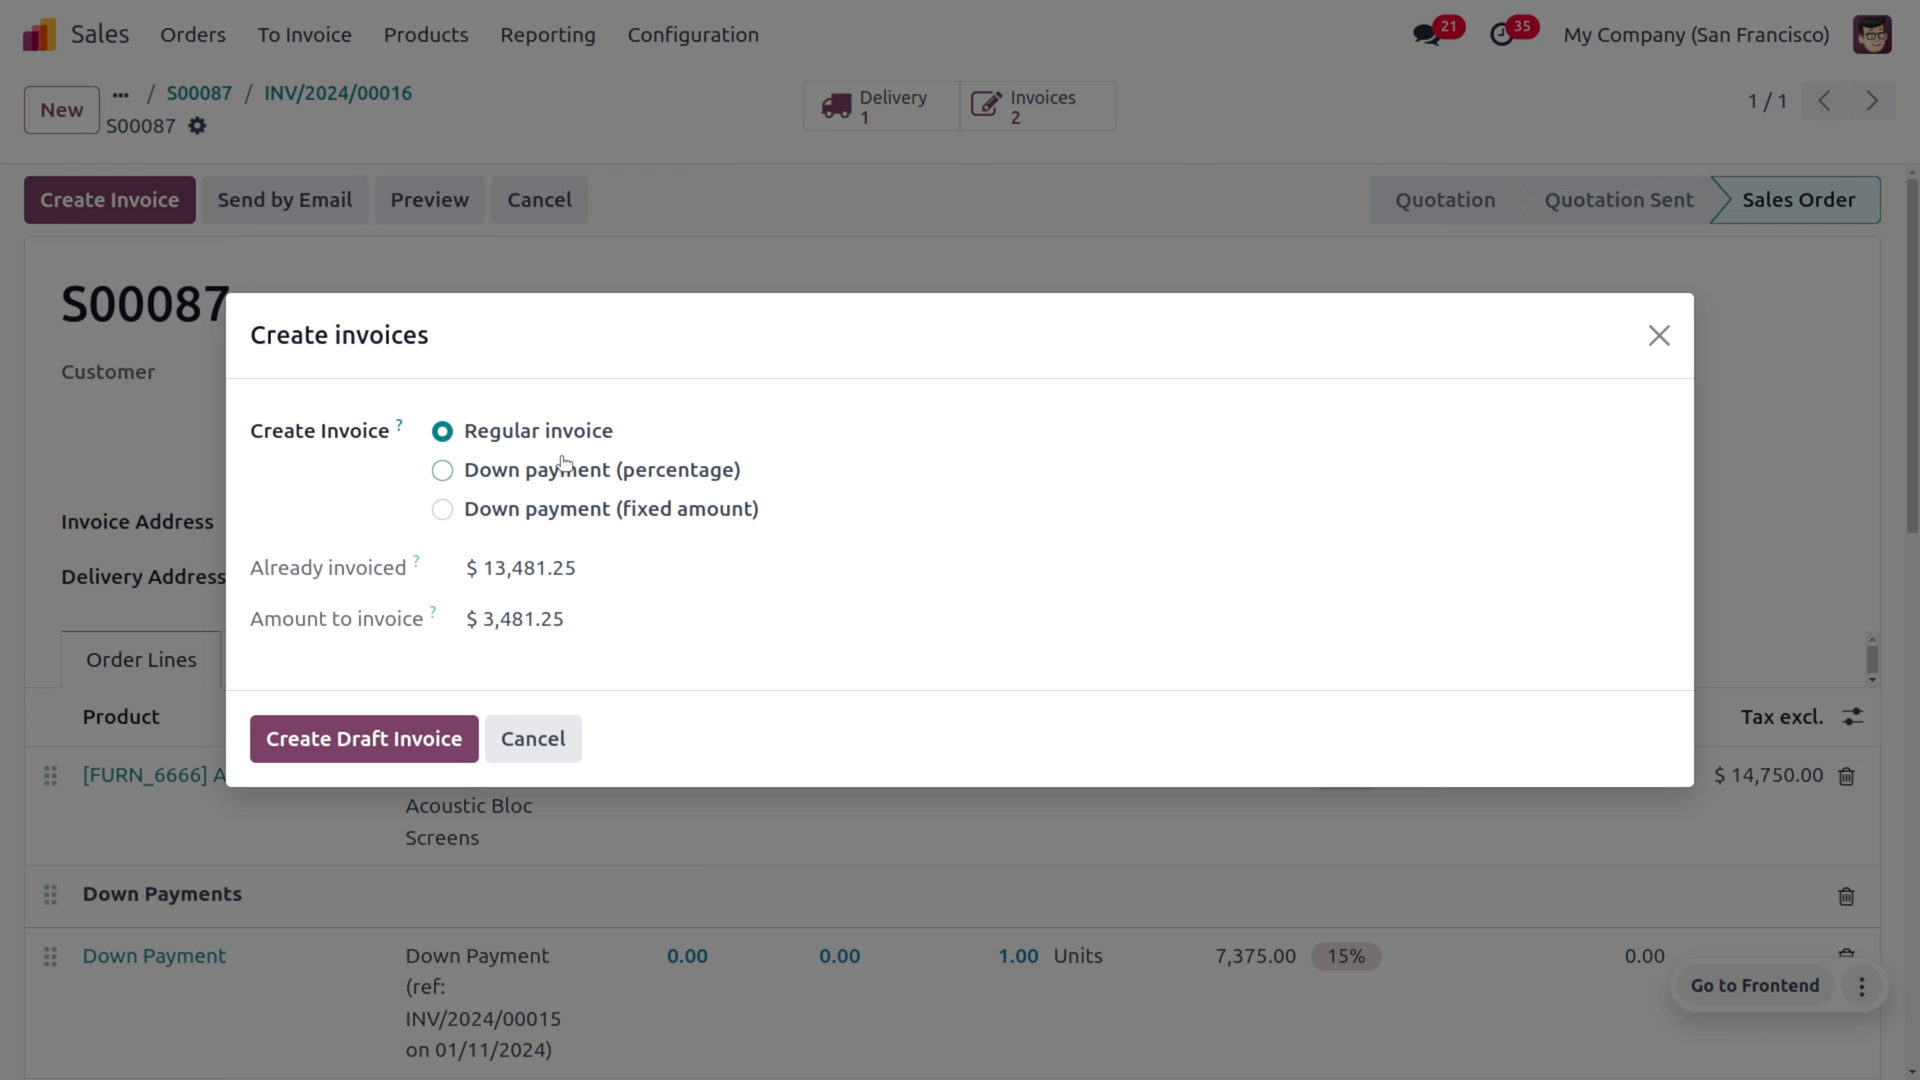 Sales Orders To Invoice Products Reporting Configuration 21 35 My Company (San Francisco)
New ... / S00087 / INV/2024/00016
S00087
Delivery 1
Invoices 2
1 / 1
Create Invoice Send by Email Preview Cancel Quotation Quotation Sent Sales Order
S00087
Customer
Invoice Address
Delivery Address
Create invoices
Create Invoice ? Regular invoice
Down payment (percentage)
Down payment (fixed amount)
Already invoiced ? $ 13,481.25
Amount to invoice ? $ 3,481.25
Create Draft Invoice Cancel
Order Lines
Product Tax excl.
[FURN_6666] A $ 14,750.00
Acoustic Bloc
Screens
Down Payments
Down Payment Down Payment 0.00 0.00 1.00 Units 7,375.00 15% 0.00
(ref:
INV/2024/00015
on 01/11/2024)
Go to Frontend